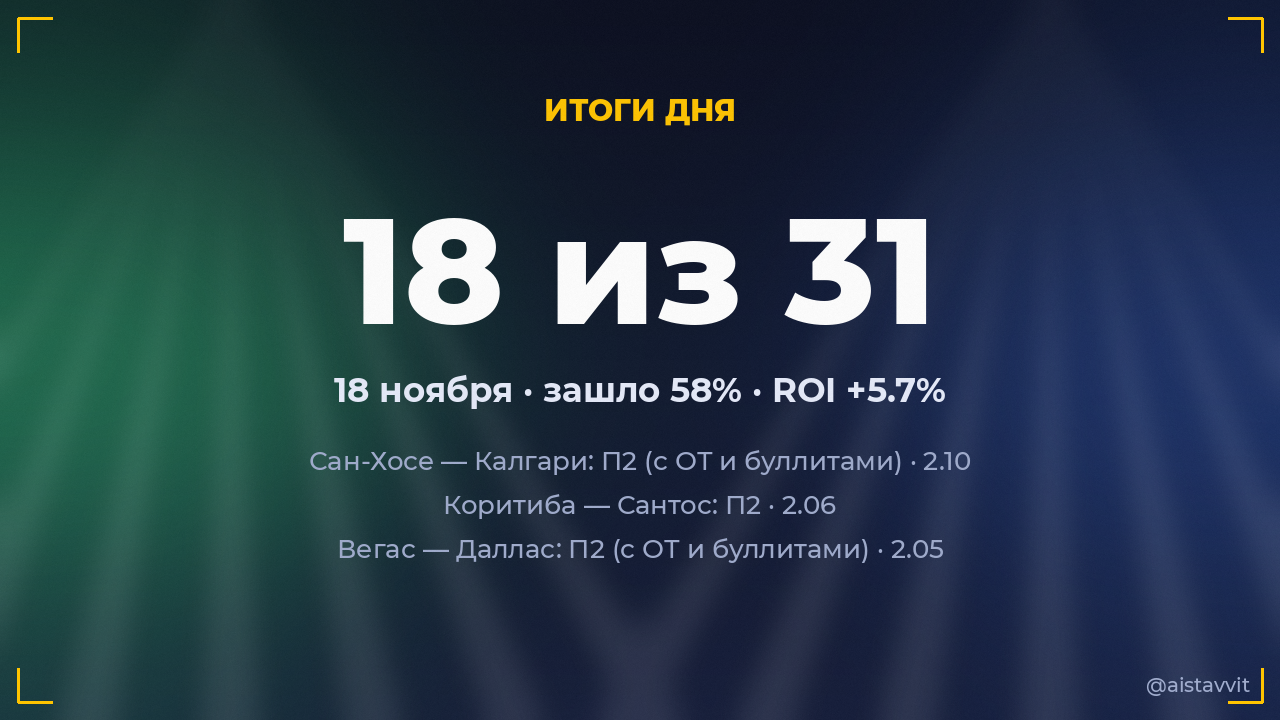 ИТОГИ ДНЯ
18 из 31
18 ноября · зашло 58% · ROI +5.7%
Сан-Хосе — Калгари: П2 (с ОТ и буллитами) · 2.10
Коритиба — Сантос: П2 · 2.06
Вегас — Даллас: П2 (с ОТ и буллитами) · 2.05
@aistavvit